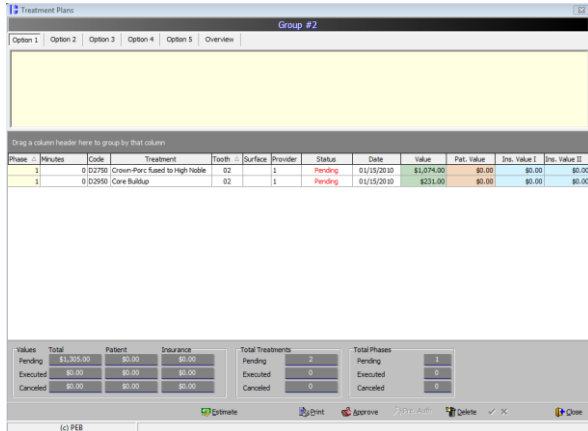 Treatment Plans
Group #2
Option 1 Option 2 Option 3 Option 4 Option 5 Overview
Drag a column header here to group by that column
Phase Minutes Code Treatment Tooth Surface Provider Status Date Value Pat. Value Ins. Value I Ins. Value II
1 0 D2750 Crown-Porc fused to High Noble 02 1 Pending 01/15/2010 $1,074.00 $0.00 $0.00 $0.00
1 0 D2950 Core Buildup 02 1 Pending 01/15/2010 $231.00 $0.00 $0.00 $0.00
Values Total Patient Insurance Total Treatments Total Phases
Pending $1,305.00 $0.00 $0.00 Pending 2 Pending 1
Executed $0.00 $0.00 $0.00 Executed 0 Executed 0
Canceled $0.00 $0.00 $0.00 Canceled 0 Canceled 0
Estimate Print Approve Pre. Auth Delete Close
(c) PEB